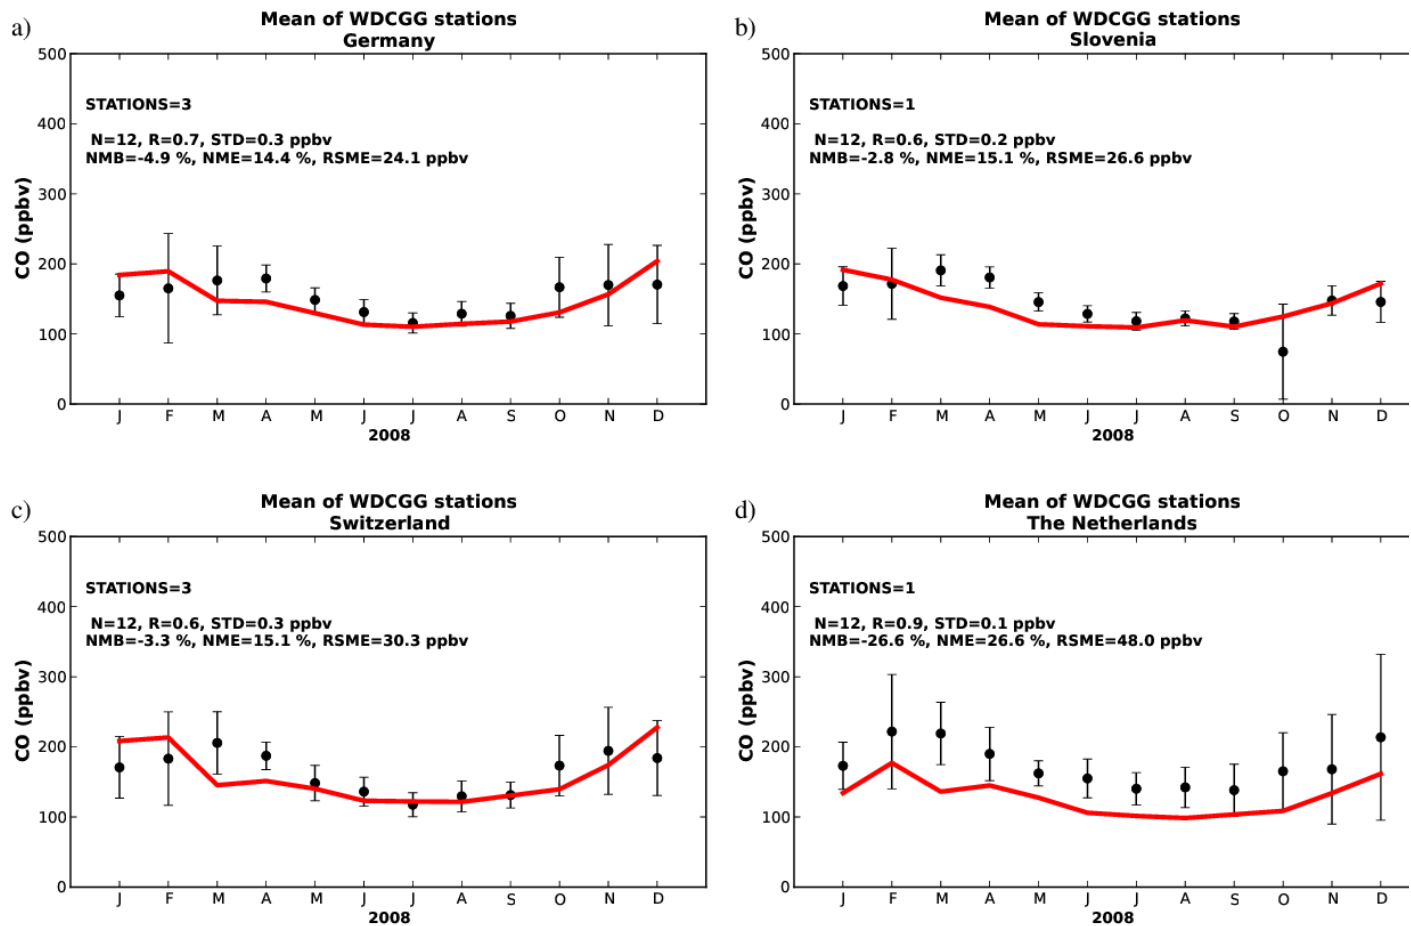 a)
Mean of WDCGG stations
Germany
500
400
300
200
100
0
CO (ppbv)
STATIONS=3
N=12, R=0.7, STD=0.3 ppbv
NMB=-4.9 %, NME=14.4 %, RSME=24.1 ppbv
J F M A M J J A S O N D
2008
b)
Mean of WDCGG stations
Slovenia
500
400
300
200
100
0
CO (ppbv)
STATIONS=1
N=12, R=0.6, STD=0.2 ppbv
NMB=-2.8 %, NME=15.1 %, RSME=26.6 ppbv
J F M A M J J A S O N D
2008
c)
Mean of WDCGG stations
Switzerland
500
400
300
200
100
0
CO (ppbv)
STATIONS=3
N=12, R=0.6, STD=0.3 ppbv
NMB=-3.3 %, NME=15.1 %, RSME=30.3 ppbv
J F M A M J J A S O N D
2008
d)
Mean of WDCGG stations
The Netherlands
500
400
300
200
100
0
CO (ppbv)
STATIONS=1
N=12, R=0.9, STD=0.1 ppbv
NMB=-26.6 %, NME=26.6 %, RSME=48.0 ppbv
J F M A M J J A S O N D
2008